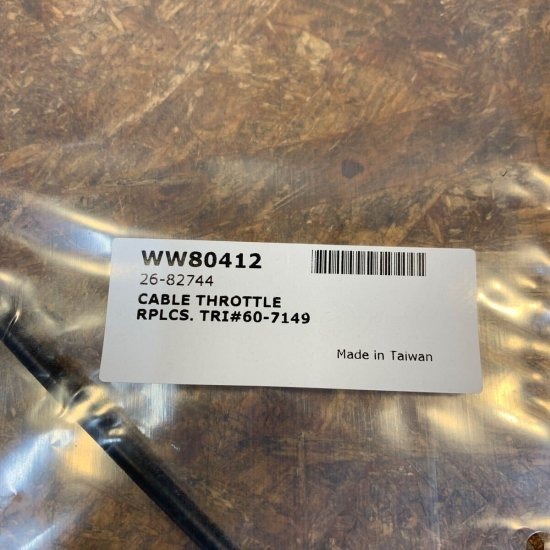 WW80412
26-82744
CABLE THROTTLE
RPLCS. TRI#60-7149
Made in Taiwan